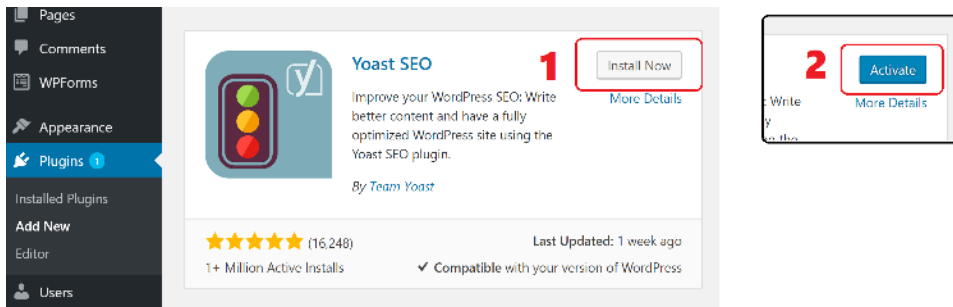 Pages
Comments
WPForms
Appearance
Plugins 1
Installed Plugins
Add New
Editor
Users
Yoast SEO
1
Install Now
Improve your WordPress SEO: Write
More Details
better content and have a fully
optimized WordPress site using the
Yoast SEO plugin.
By Team Yoast
(16,248)
Last Updated: 1 week ago
1+ Million Active Installs
✔ Compatible with your version of WordPress
2
Activate
: Write
More Details
y
n the